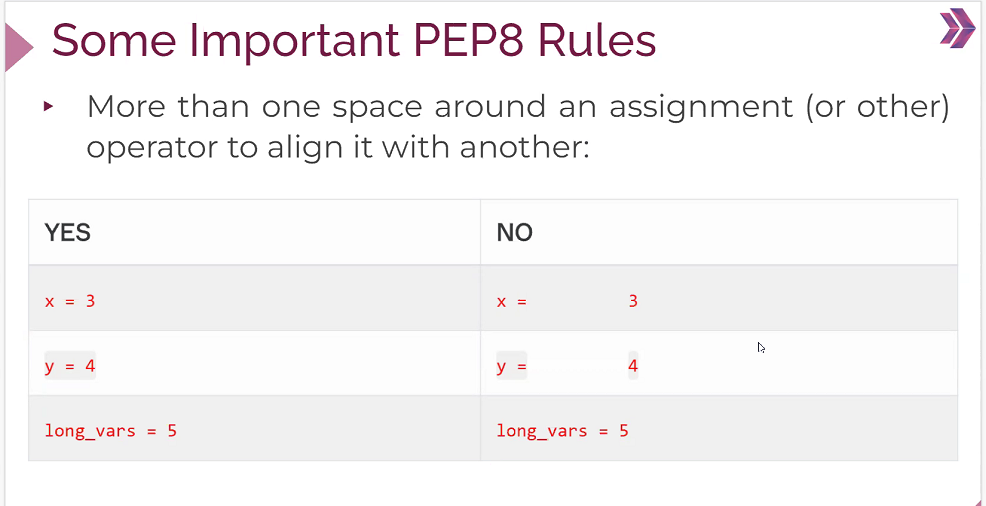 Some Important PEP8 Rules
More than one space around an assignment (or other)
operator to align it with another:
YES NO
x = 3 x =          3
y = 4 y =          4
long_vars = 5 long_vars = 5